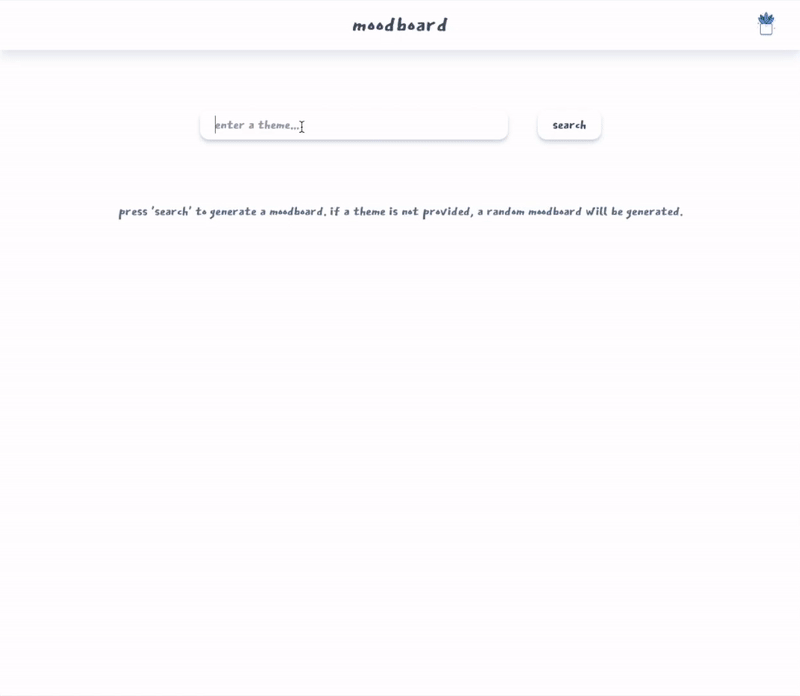 moodboard
enter a theme...
search
press 'search' to generate a moodboard. if a theme is not provided, a random moodboard will be generated.